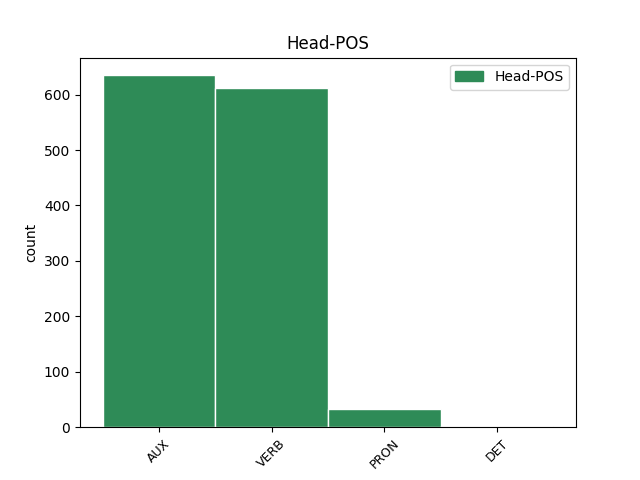 Head-POS
Head-POS
count
600
500
400
300
200
100
0
AUX
VERB
PRON
DET